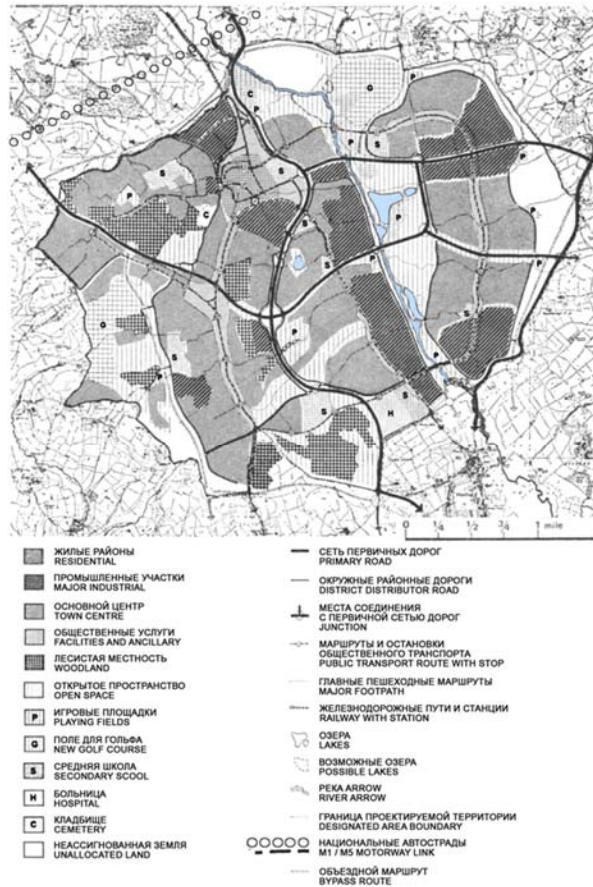 G
P
C
P
S
P
S
P
P
C
S
P
P
S
P
G
S
P
S
P
S
P
S
H
0 1/4 1/2 3/4 1 mile
ЖИЛЫЕ РАЙОНЫ
RESIDENTIAL
ПРОМЫШЛЕННЫЕ УЧАСТКИ
MAJOR INDUSTRIAL
ОСНОВНОЙ ЦЕНТР
TOWN CENTRE
ОБЩЕСТВЕННЫЕ УСЛУГИ
FACILITIES AND ANCILLARY
ЛЕСИСТАЯ МЕСТНОСТЬ
WOODLAND
ОТКРЫТОЕ ПРОСТРАНСТВО
OPEN SPACE
P
ИГРОВЫЕ ПЛОЩАДКИ
PLAYING FIELDS
G
ПОЛЕ ДЛЯ ГОЛЬФА
NEW GOLF COURSE
S
СРЕДНЯЯ ШКОЛА
SECONDARY SCOOL
H
БОЛЬНИЦА
HOSPITAL
C
КЛАДБИЩЕ
CEMETERY
НЕАССИГНОВАННАЯ ЗЕМЛЯ
UNALLOCATED LAND
СЕТЬ ПЕРВИЧНЫХ ДОРОГ
PRIMARY ROAD
ОКРУЖНЫЕ РАЙОННЫЕ ДОРОГИ
DISTRICT DISTRIBUTOR ROAD
МЕСТА СОЕДИНЕНИЯ
С ПЕРВИЧНОЙ СЕТЬЮ ДОРОГ
JUNCTION
МАРШРУТЫ И ОСТАНОВКИ
ОБЩЕСТВЕННОГО ТРАНСПОРТА
PUBLIC TRANSPORT ROUTE WITH STOP
ГЛАВНЫЕ ПЕШЕХОДНЫЕ МАРШРУТЫ
MAJOR FOOTPATH
ЖЕЛЕЗНОДОРОЖНЫЕ ПУТИ И СТАНЦИИ
RAILWAY WITH STATION
ОЗЕРА
LAKES
ВОЗМОЖНЫЕ ОЗЕРА
POSSIBLE LAKES
РЕКА ARROW
RIVER ARROW
ГРАНИЦА ПРОЕКТИРУЕМОЙ ТЕРРИТОРИИ
DESIGNATED AREA BOUNDARY
НАЦИОНАЛЬНЫЕ АВТОСТРАДЫ
M1 / M5 MOTORWAY LINK
ОБЪЕЗДНОЙ МАРШРУТ
BYPASS ROUTE